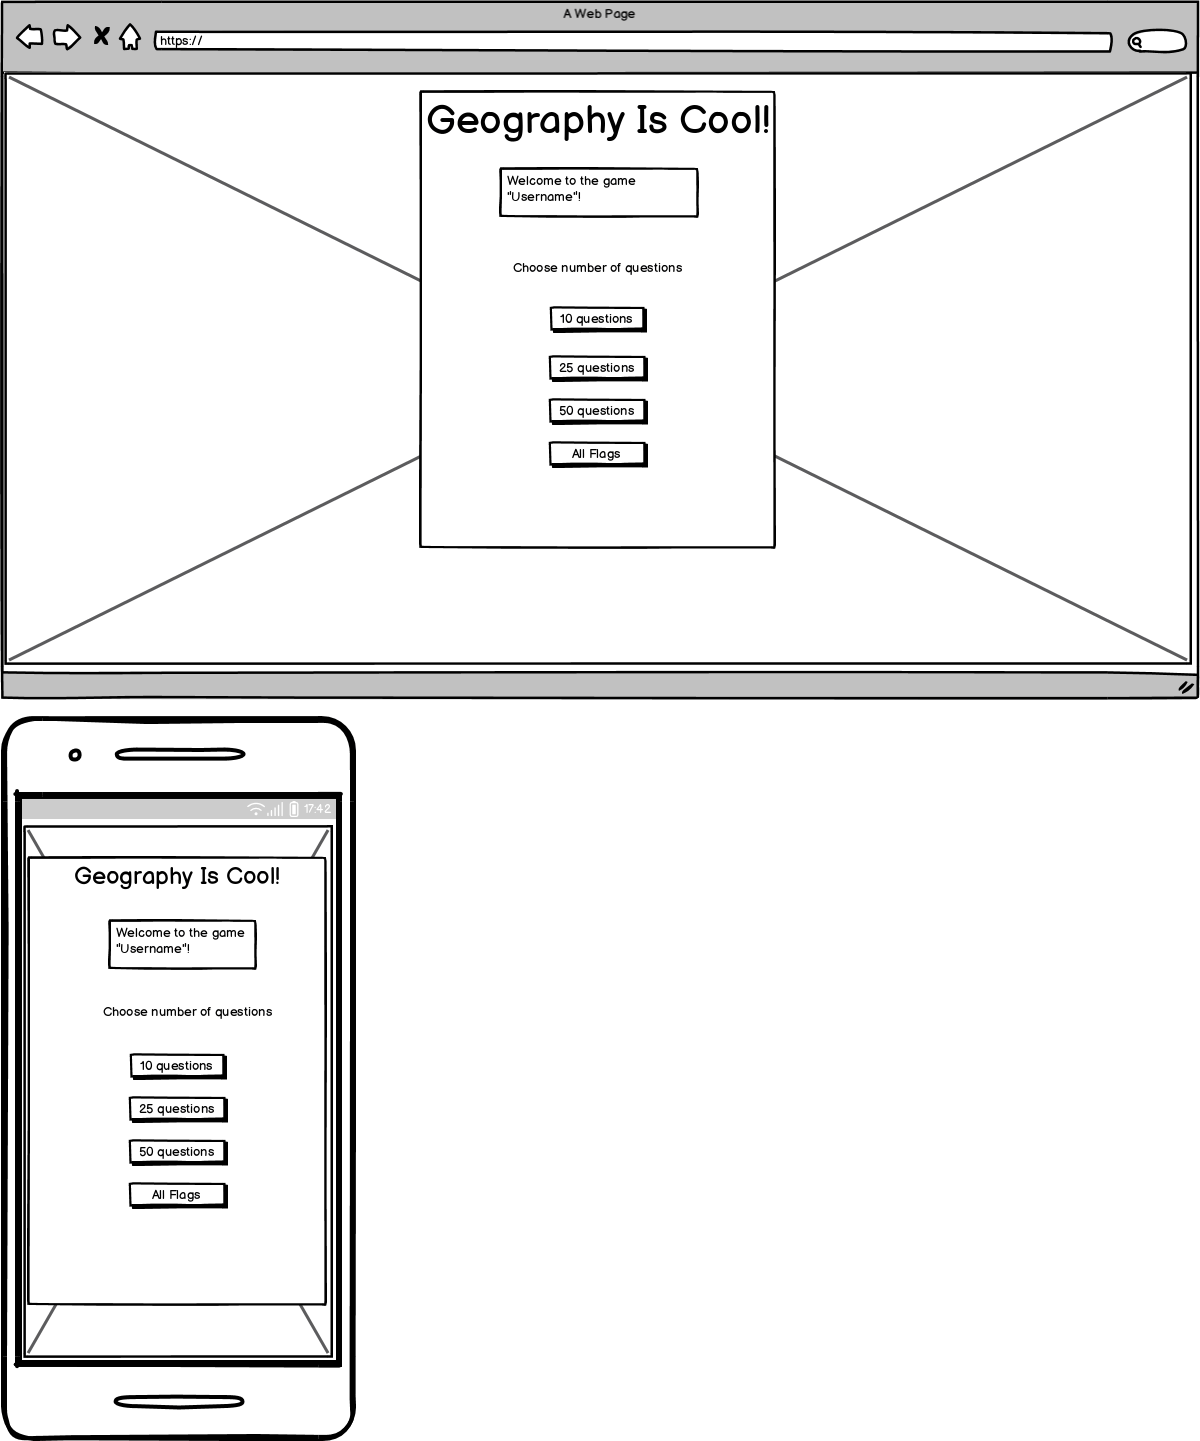 A Web Page
https://
Geography Is Cool!
Welcome to the game
"Username"!
Choose number of questions
10 questions
25 questions
50 questions
All Flags
17:42
Geography Is Cool!
Welcome to the game
"Username"!
Choose number of questions
10 questions
25 questions
50 questions
All Flags